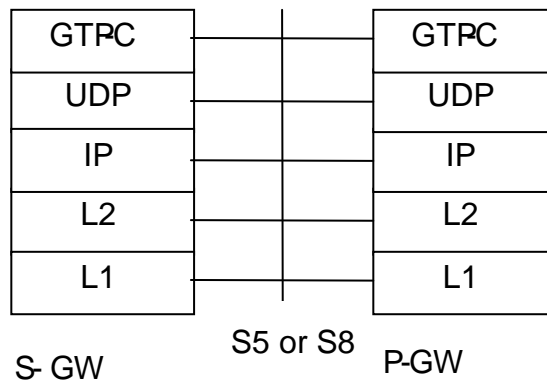 GTP-C GTP-C
UDP UDP
IP IP
L2 L2
L1 L1
S5 or S8
S- GW P-GW